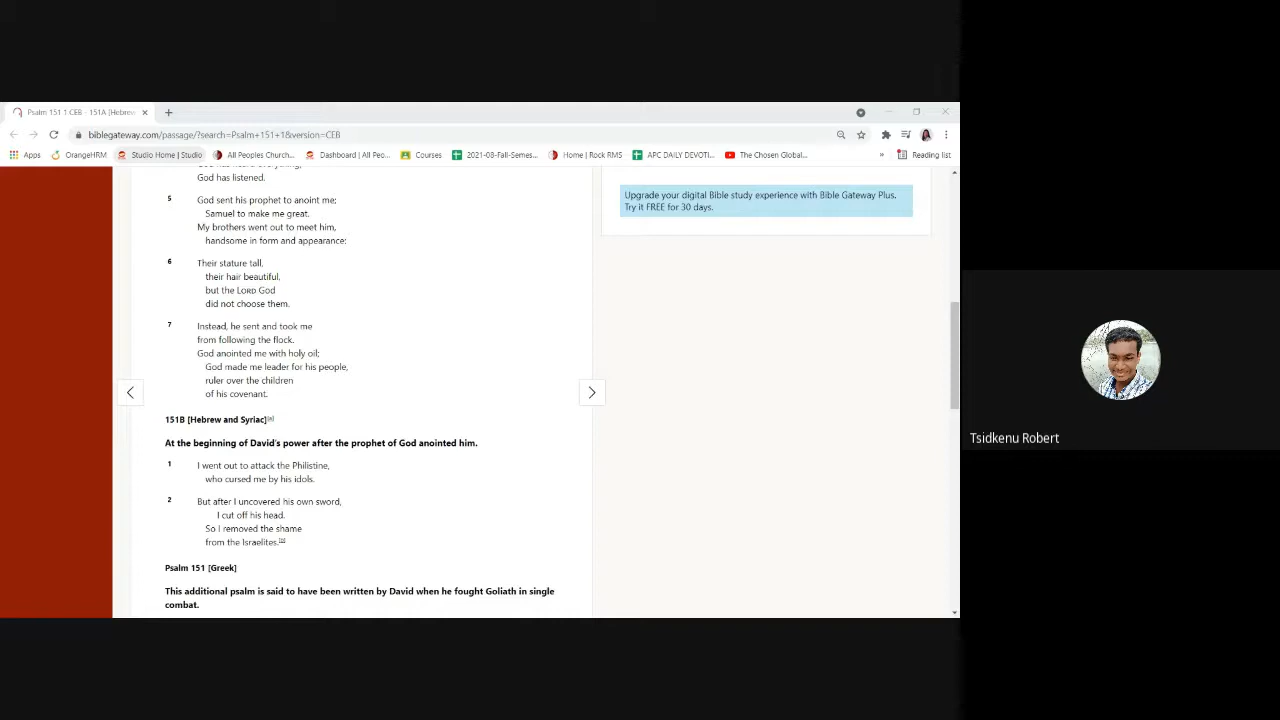 Psalm 151 1 CEB - 151A [Hebrew
biblegateway.com/passage/?search=Psalm+151+1&version=CEB
Apps OrangeHRM Studio Home | Studio All Peoples Church... Dashboard | All Peo... Courses 2021-08-Fall-Semes... Home | Rock RMS APC DAILY DEVOTI... The Chosen Global... » Reading list
God has listened.
5 God sent his prophet to anoint me;
Samuel to make me great.
My brothers went out to meet him,
handsome in form and appearance:
6 Their stature tall,
their hair beautiful,
but the LORD God
did not choose them.
7 Instead, he sent and took me
from following the flock.
God anointed me with holy oil;
God made me leader for his people,
ruler over the children
of his covenant.
151B [Hebrew and Syriac]
At the beginning of David's power after the prophet of God anointed him.
1 I went out to attack the Philistine,
who cursed me by his idols.
2 But after I uncovered his own sword,
I cut off his head.
So I removed the shame
from the Israelites.
Psalm 151 [Greek]
This additional psalm is said to have been written by David when he fought Goliath in single
combat.
Upgrade your digital Bible study experience with Bible Gateway Plus.
Try it FREE for 30 days.
Tsidkenu Robert